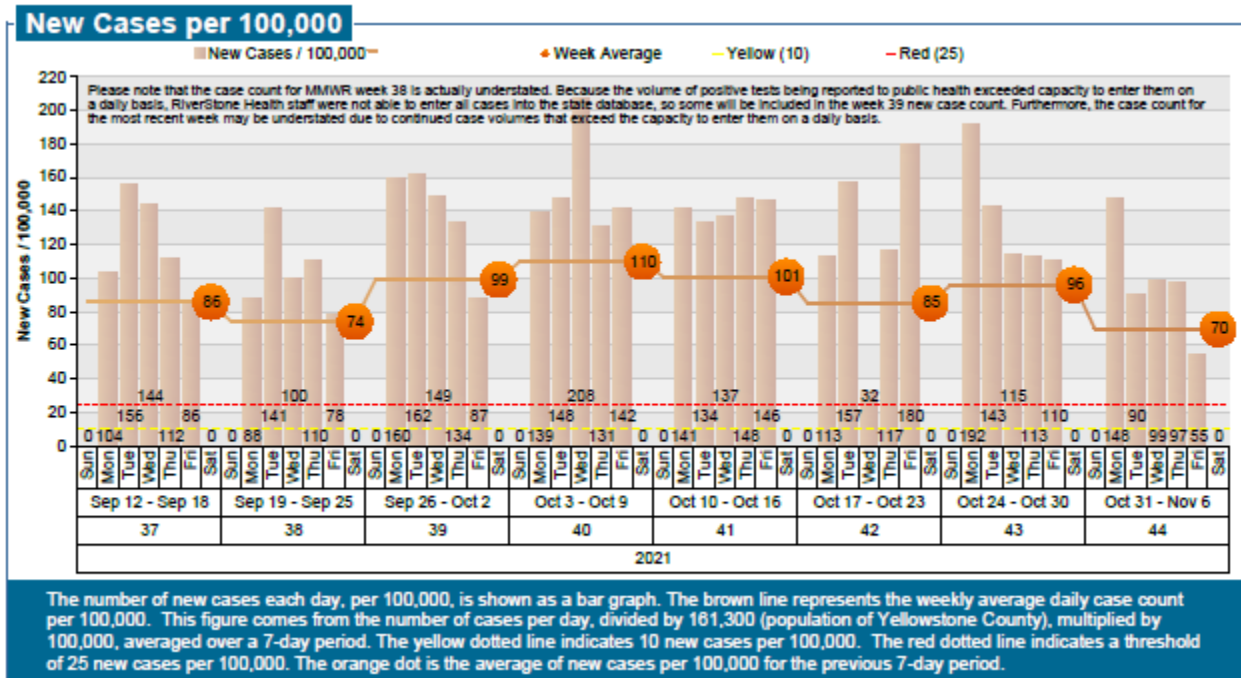 New Cases per 100,000
New Cases / 100,000
Week Average
Yellow (10)
Red (25)
Please note that the case count for MMWR week 38 is actually understated. Because the volume of positive tests being reported to public health exceeded capacity to enter them on
a daily basis, RiverStone Health staff were not able to enter all cases into the state database, so some will be included in the week 39 new case count. Furthermore, the case count for
the most recent week may be understated due to continued case volumes that exceed the capacity to enter them on a daily basis.
New Cases / 100,000
220
200
180
160
140
120
100
80
60
40
20
0
86 74 99 110 101 85 96 70
144 100 149 208 137 32 115
156 86 141 78 162 87 148 142 134 146 157 180 143 110 90
0 104 112 0 0 88 110 0 0 160 134 0 0 139 131 0 0 141 148 0 0 113 117 0 0 192 113 0 0 148 99 97 55 0
Sun Mon Tue Wed Thu Fri Sat Sun Mon Tue Wed Thu Fri Sat Sun Mon Tue Wed Thu Fri Sat Sun Mon Tue Wed Thu Fri Sat Sun Mon Tue Wed Thu Fri Sat Sun Mon Tue Wed Thu Fri Sat Sun Mon Tue Wed Thu Fri Sat Sun Mon Tue Wed Thu Fri Sat
Sep 12 - Sep 18 Sep 19 - Sep 25 Sep 26 - Oct 2 Oct 3 - Oct 9 Oct 10 - Oct 16 Oct 17 - Oct 23 Oct 24 - Oct 30 Oct 31 - Nov 6
37 38 39 40 41 42 43 44
2021
The number of new cases each day, per 100,000, is shown as a bar graph. The brown line represents the weekly average daily case count
per 100,000. This figure comes from the number of cases per day, divided by 161,300 (population of Yellowstone County), multiplied by
100,000, averaged over a 7-day period. The yellow dotted line indicates 10 new cases per 100,000. The red dotted line indicates a threshold
of 25 new cases per 100,000. The orange dot is the average of new cases per 100,000 for the previous 7-day period.